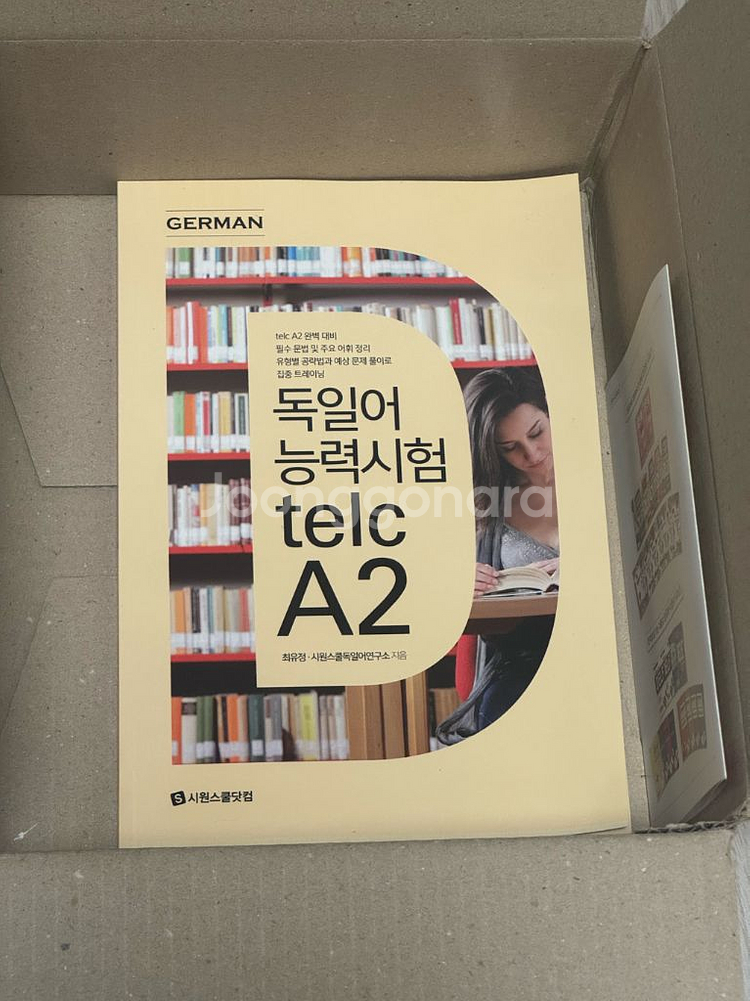 GERMAN
telc A2 완벽 대비
필수 문법 및 주요 어휘 정리
유형별 공략법과 예상 문제 풀이로
집중 트레이닝
독일어
능력시험
telc
A2
Joonggonara
최유정·시원스쿨독일어연구소 지음
S 시원스쿨닷컴